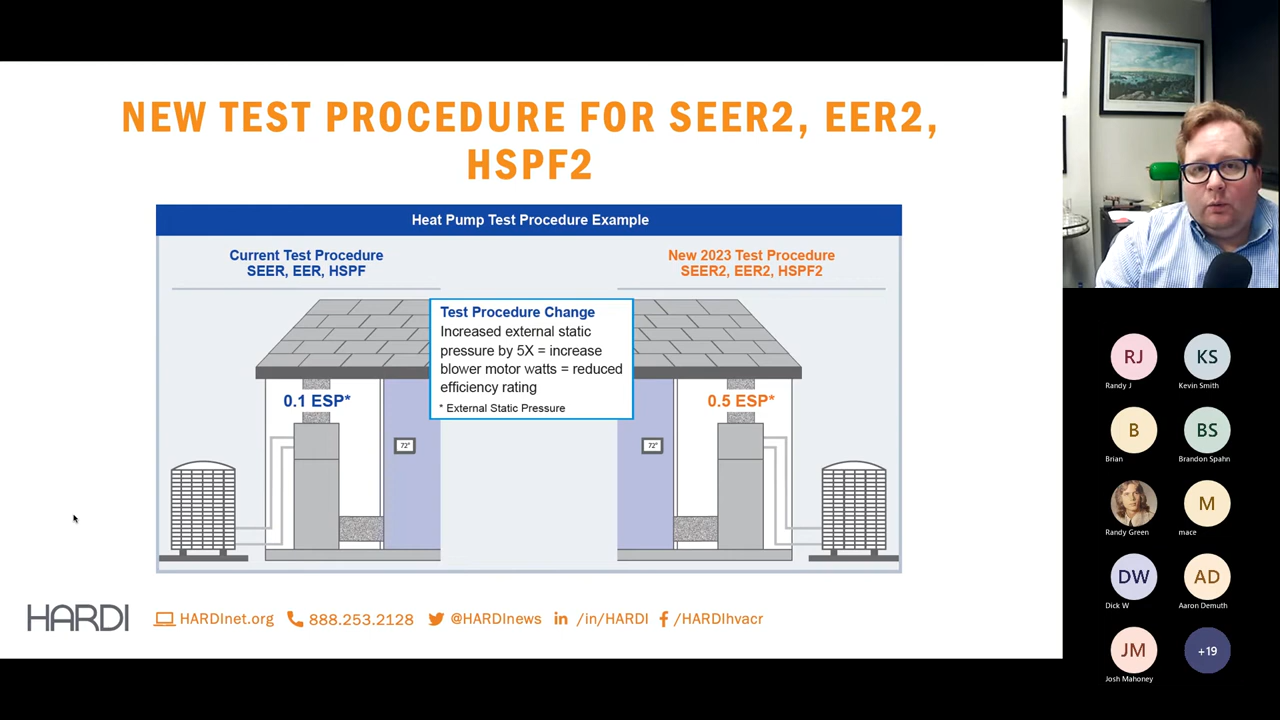 NEW TEST PROCEDURE FOR SEER2, EER2,
HSPF2
Heat Pump Test Procedure Example
Current Test Procedure
SEER, EER, HSPF
New 2023 Test Procedure
SEER2, EER2, HSPF2
Test Procedure Change
Increased external static
pressure by 5X = increase
blower motor watts = reduced
efficiency rating
* External Static Pressure
0.1 ESP*
0.5 ESP*
72°
72°
HARDI
HARDInet.org
888.253.2128
@HARDInews
in
/in/HARDI
f
/HARDIhvacr
RJ
Randy J
KS
Kevin Smith
B
Brian
BS
Brandon Spahn
Randy Green
M
mace
DW
Dick W
AD
Aaron Demuth
JM
Josh Mahoney
+19